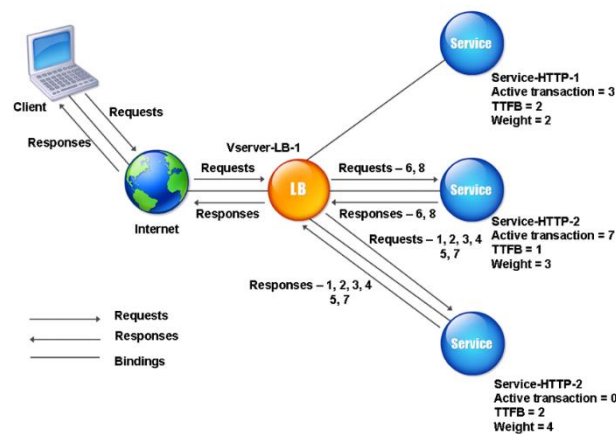 Service
Service-HTTP-1
Active transaction = 3
TTFB = 2
Weight = 2
Client
Requests
Responses
Vserver-LB-1
Requests
Requests – 6, 8
LB
Service
Responses
Responses – 6, 8
Internet
Service-HTTP-2
Active transaction = 7
TTFB = 1
Weight = 3
Requests – 1, 2, 3, 4
5, 7
Responses – 1, 2, 3, 4
5, 7
Requests
Responses
Bindings
Service
Service-HTTP-2
Active transaction = 0
TTFB = 2
Weight = 4